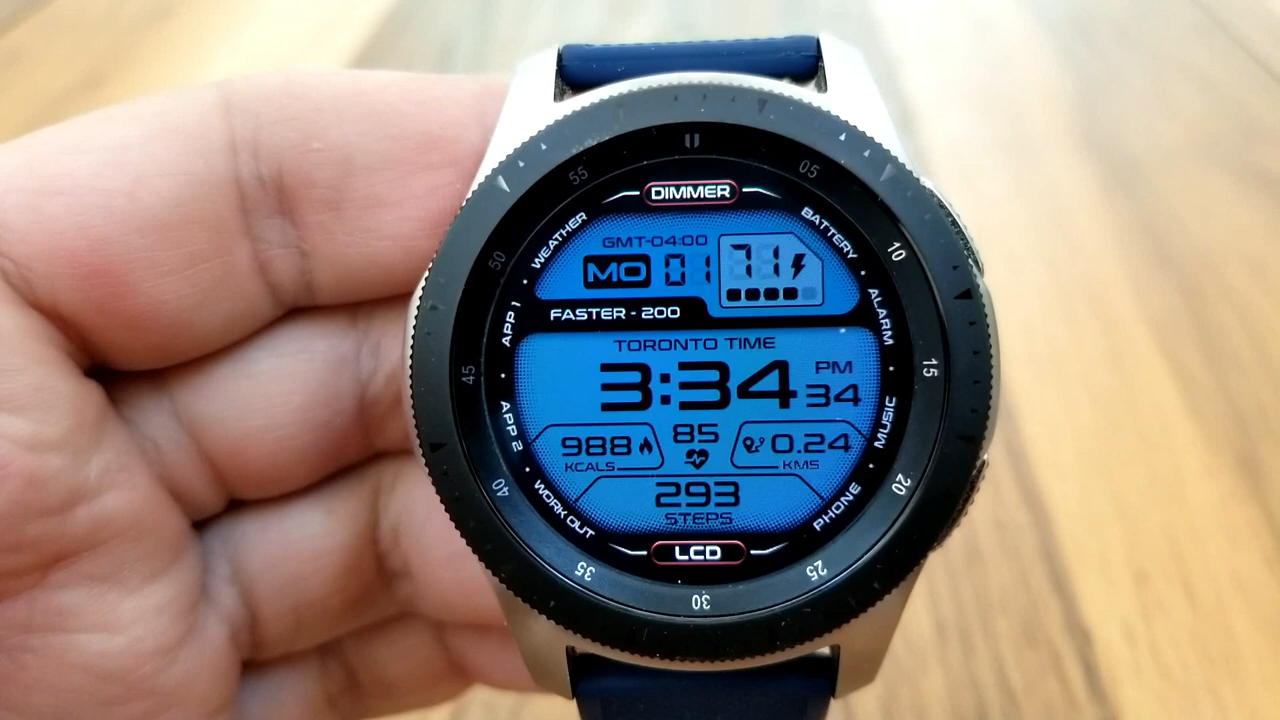 DIMMER
WEATHER
BATTERY
GMT-04:00
MO 01
71
FASTER - 200
APP 1
ALARM
TORONTO TIME
3:34 PM 34
APP 2
MUSIC
988 KCALS
85
0.24 KMS
293
STEPS
WORK OUT
PHONE
LCD
05
10
15
20
25
30
35
40
45
50
55